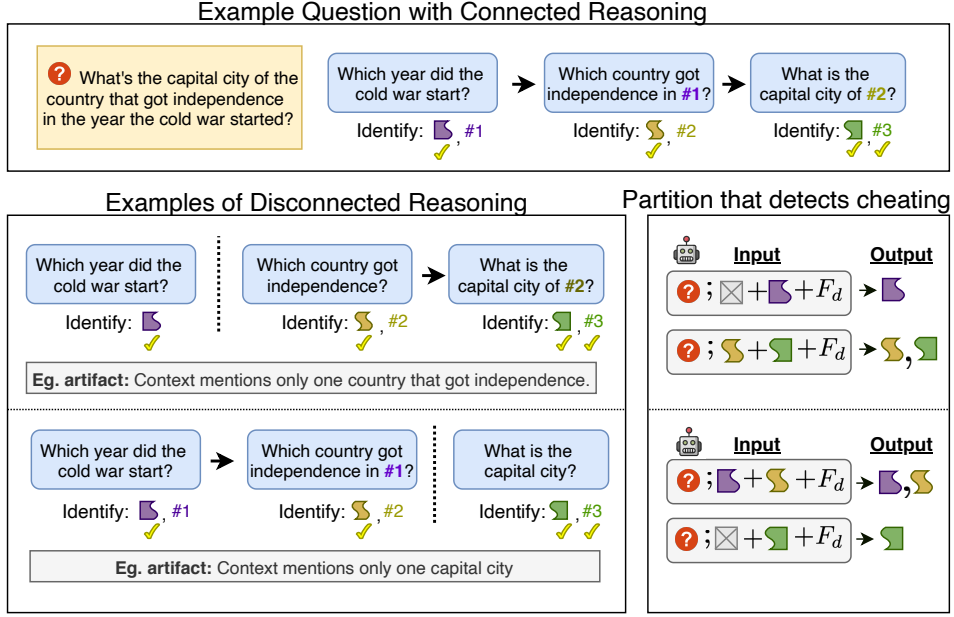 Example Question with Connected Reasoning
? What's the capital city of the
country that got independence
in the year the cold war started?
Which year did the
cold war start?
Which country got
independence in #1?
What is the
capital city of #2?
Identify: , #1
Identify: , #2
Identify: , #3
Examples of Disconnected Reasoning
Which year did the
cold war start?
Which country got
independence?
What is the
capital city of #2?
Identify:
Identify: , #2
Identify: , #3
Eg. artifact: Context mentions only one country that got independence.
Which year did the
cold war start?
Which country got
independence in #1?
What is the
capital city?
Identify: , #1
Identify: , #2
Identify: , #3
Eg. artifact: Context mentions only one capital city
Partition that detects cheating
Input Output
? ; + + F_d
? ; + + F_d ,
Input Output
? ; + + F_d ,
? ; + + F_d